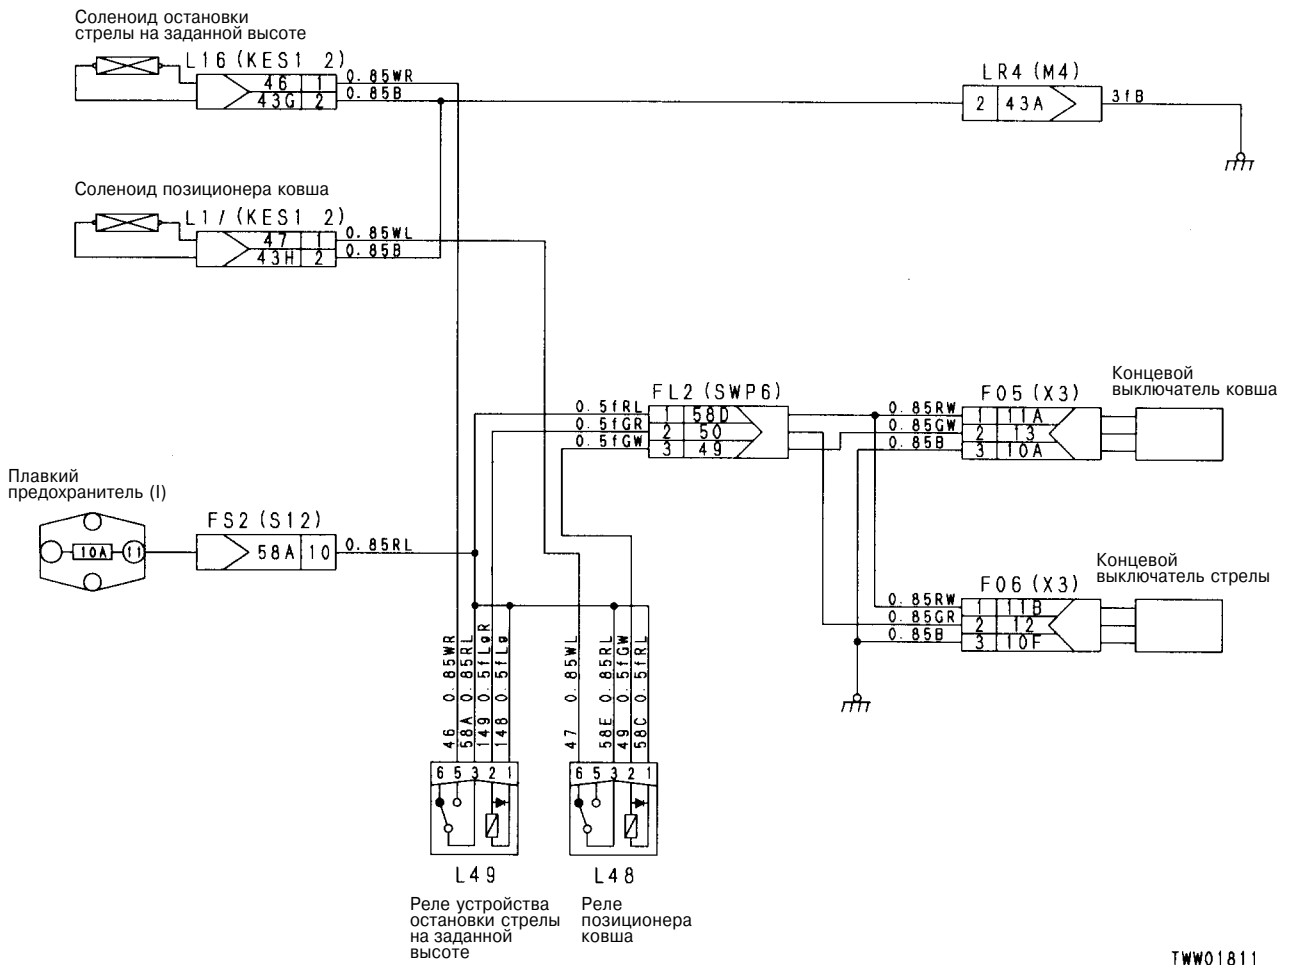 Соленоид остановки
стрелы на заданной высоте
L16 (KES1 2)
46 1 0.85WR
43G 2 0.85B
LR4 (M4)
2 43A 3fB
Соленоид позиционера ковша
L17 (KES1 2)
47 1 0.85WL
43H 2 0.85B
FL2 (SWP6)
0.5fRL 1 58D
0.5fGR 2 50
0.5fGW 3 49
Концевой
выключатель ковша
F05 (X3)
0.85RW 1 11A
0.85GW 2 13
0.85B 3 10A
Плавкий
предохранитель (I)
10A 11
FS2 (S12)
58A 10 0.85RL
Концевой
выключатель стрелы
F06 (X3)
0.85RW 1 11B
0.85GR 2 12
0.85B 3 10F
46 0.85WR
58A 0.85RL
149 0.5fLgR
148 0.5fLg
47 0.85WL
58E 0.85RL
49 0.5fGW
58C 0.5fRL
6 5 3 2 1
6 5 3 2 1
L49
L48
Реле устройства
остановки стрелы
на заданной
высоте
Реле
позиционера
ковша
TWW01811